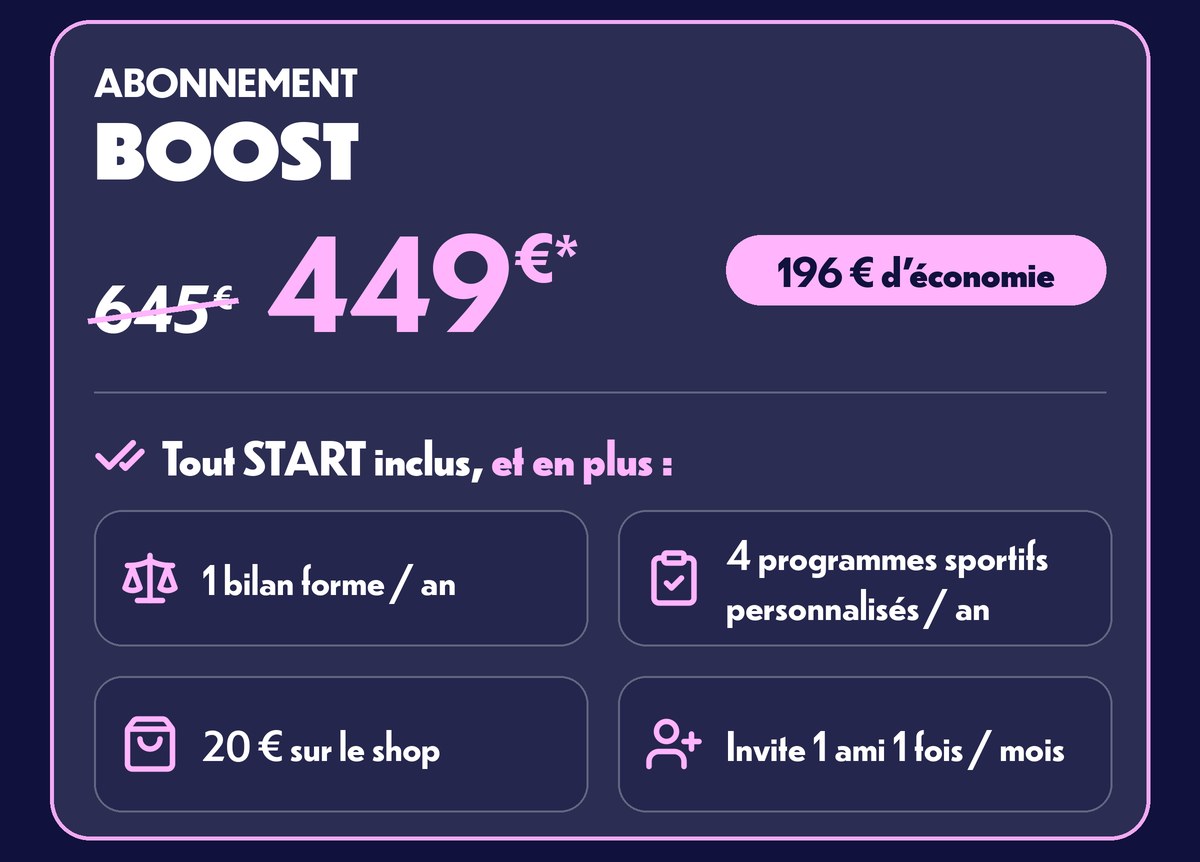 ABONNEMENT
BOOST
645€ 449€*
196 € d'économie
Tout START inclus, et en plus :
1 bilan forme / an
4 programmes sportifs
personnalisés / an
20 € sur le shop
Invite 1 ami 1 fois / mois